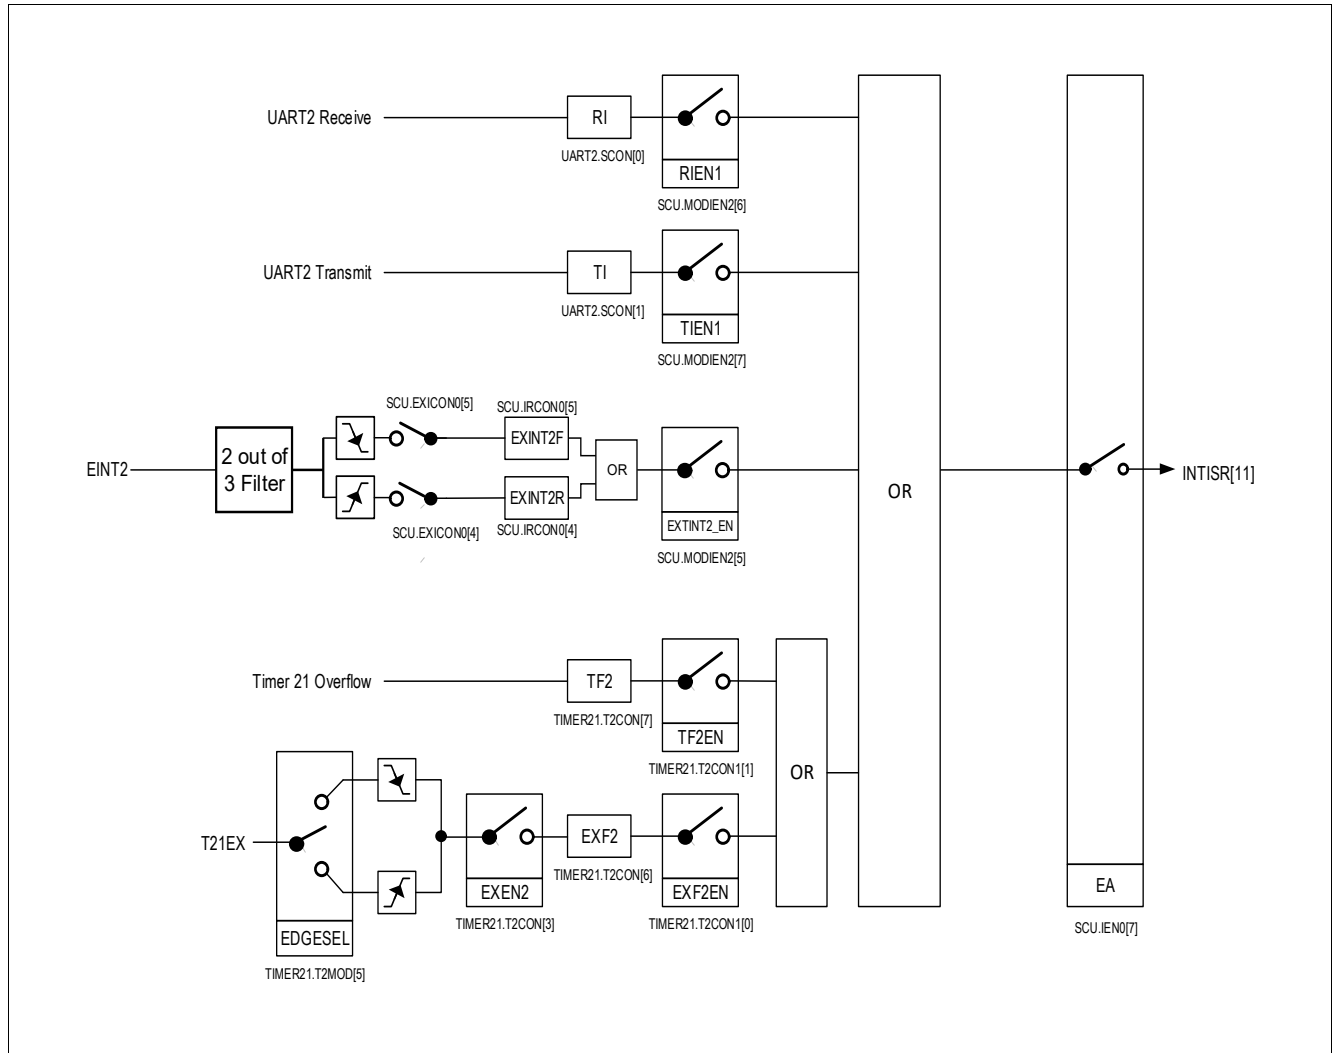 UART2 Receive
RI
UART2.SCON[0]
RIEN1
SCU.MODIEN2[6]
UART2 Transmit
TI
UART2.SCON[1]
TIEN1
SCU.MODIEN2[7]
SCU.EXICON0[5]
SCU.IRCON0[5]
EINT2
2 out of
3 Filter
EXINT2F
OR
EXINT2R
SCU.EXICON0[4]
SCU.IRCON0[4]
EXTINT2_EN
SCU.MODIEN2[5]
OR
INTISR[11]
Timer 21 Overflow
TF2
TIMER21.T2CON[7]
TF2EN
TIMER21.T2CON1[1]
OR
T21EX
EDGESEL
TIMER21.T2MOD[5]
EXEN2
TIMER21.T2CON[3]
EXF2
TIMER21.T2CON[6]
EXF2EN
TIMER21.T2CON1[0]
EA
SCU.IEN0[7]